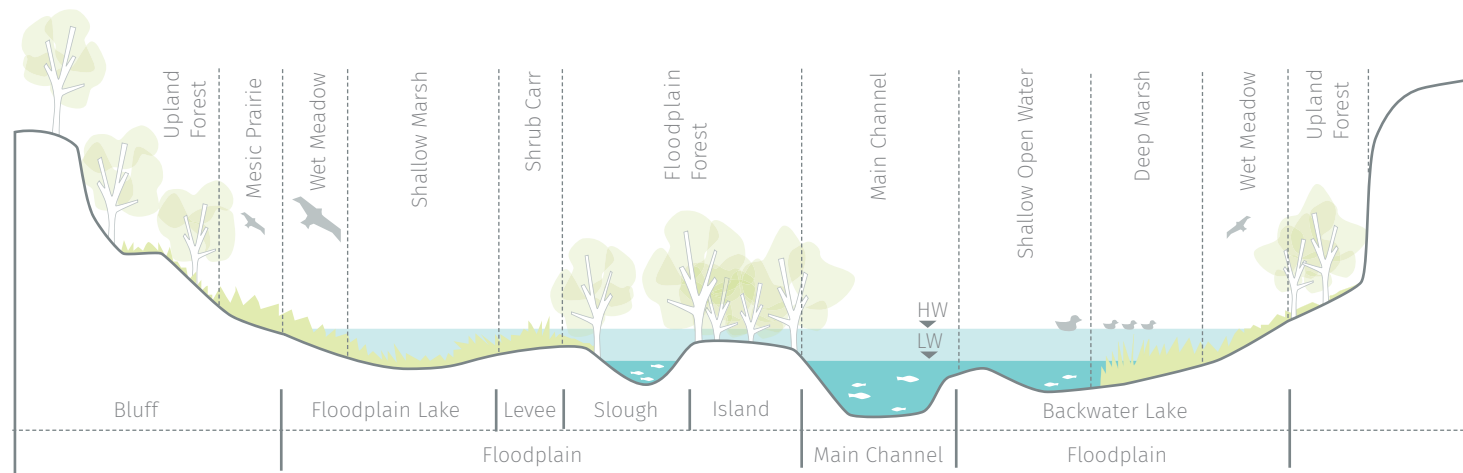 Upland
Forest
Mesic Prairie
Wet Meadow
Shallow Marsh
Shrub Carr
Floodplain
Forest
Main Channel
Shallow Open Water
Deep Marsh
Wet Meadow
Upland
Forest
HW
LW
Bluff
Floodplain Lake
Levee
Slough
Island
Backwater Lake
Floodplain
Main Channel
Floodplain